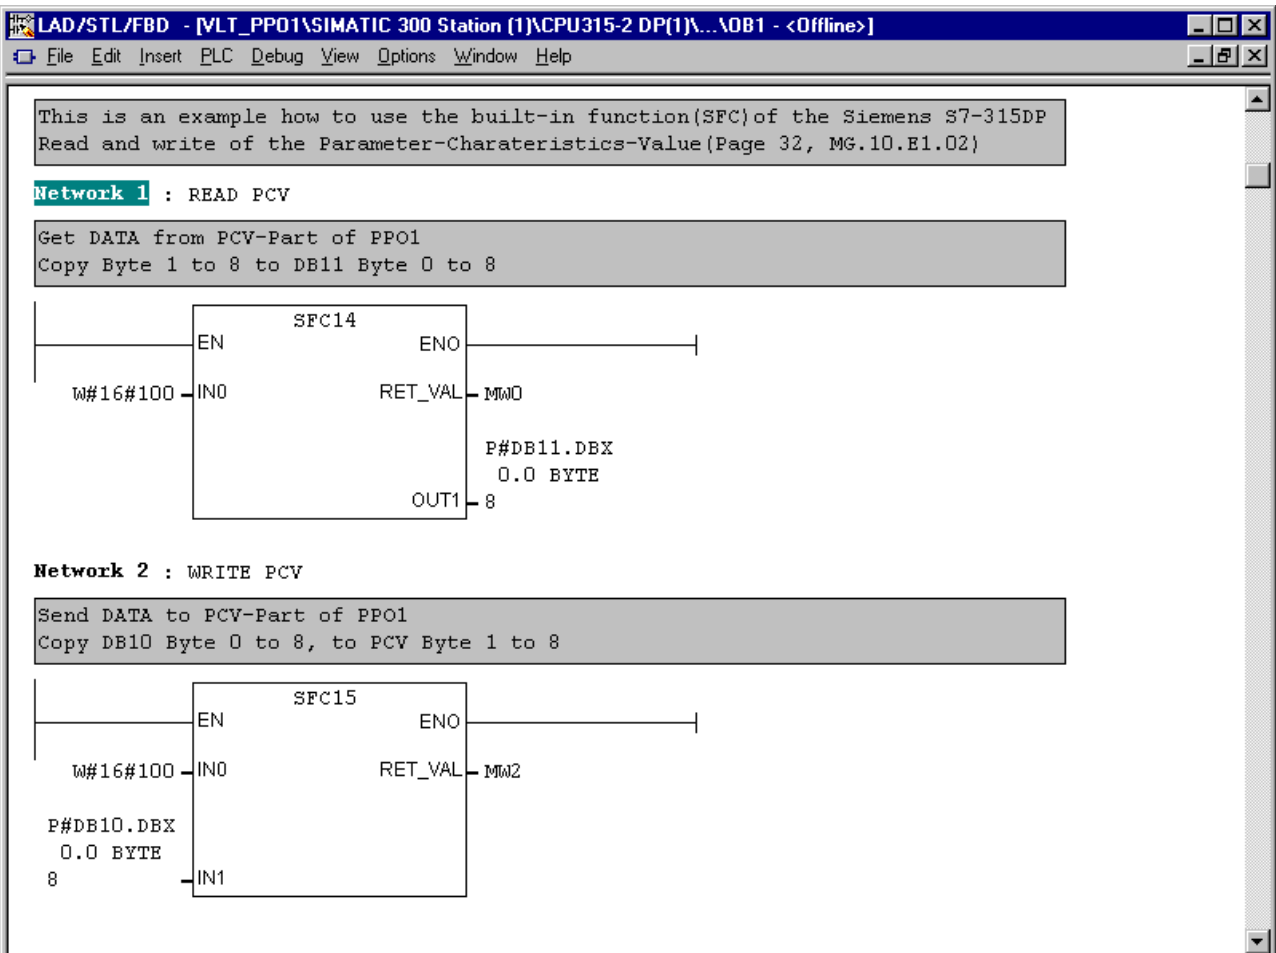 LAD/STL/FBD - [VLT_PPO1\SIMATIC 300 Station (1)\CPU315-2 DP(1)\...\OB1 - <Offline>]
File Edit Insert PLC Debug View Options Window Help
This is an example how to use the built-in function(SFC)of the Siemens S7-315DP
Read and write of the Parameter-Charateristics-Value(Page 32, MG.10.E1.02)
Network 1 : READ PCV
Get DATA from PCV-Part of PPO1
Copy Byte 1 to 8 to DB11 Byte 0 to 8
SFC14
EN ENO
W#16#100 IN0 RET_VAL MW0
P#DB11.DBX
0.0 BYTE
OUT1 8
Network 2 : WRITE PCV
Send DATA to PCV-Part of PPO1
Copy DB10 Byte 0 to 8, to PCV Byte 1 to 8
SFC15
EN ENO
W#16#100 IN0 RET_VAL MW2
P#DB10.DBX
0.0 BYTE
8 IN1